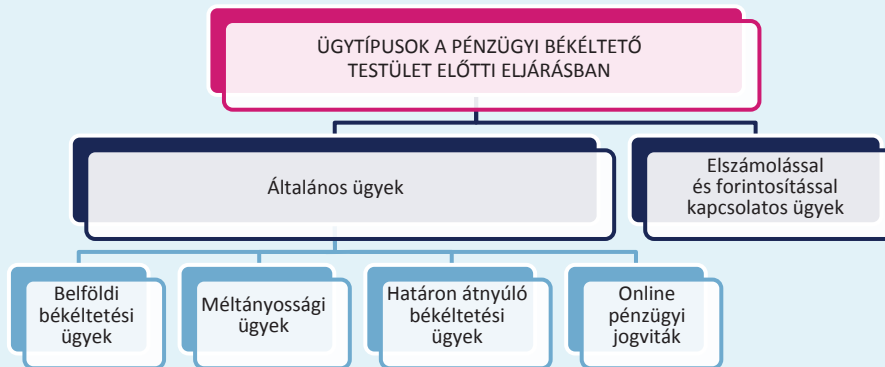 ÜGYTÍPUSOK A PÉNZÜGYI BÉKÉLTETŐ
TESTÜLET ELŐTTI ELJÁRÁSBAN
Általános ügyek
Elszámolással
és forintosítással
kapcsolatos ügyek
Belföldi
békéltetési
ügyek
Méltányossági
ügyek
Határon átnyúló
békéltetési
ügyek
Online
pénzügyi
jogviták